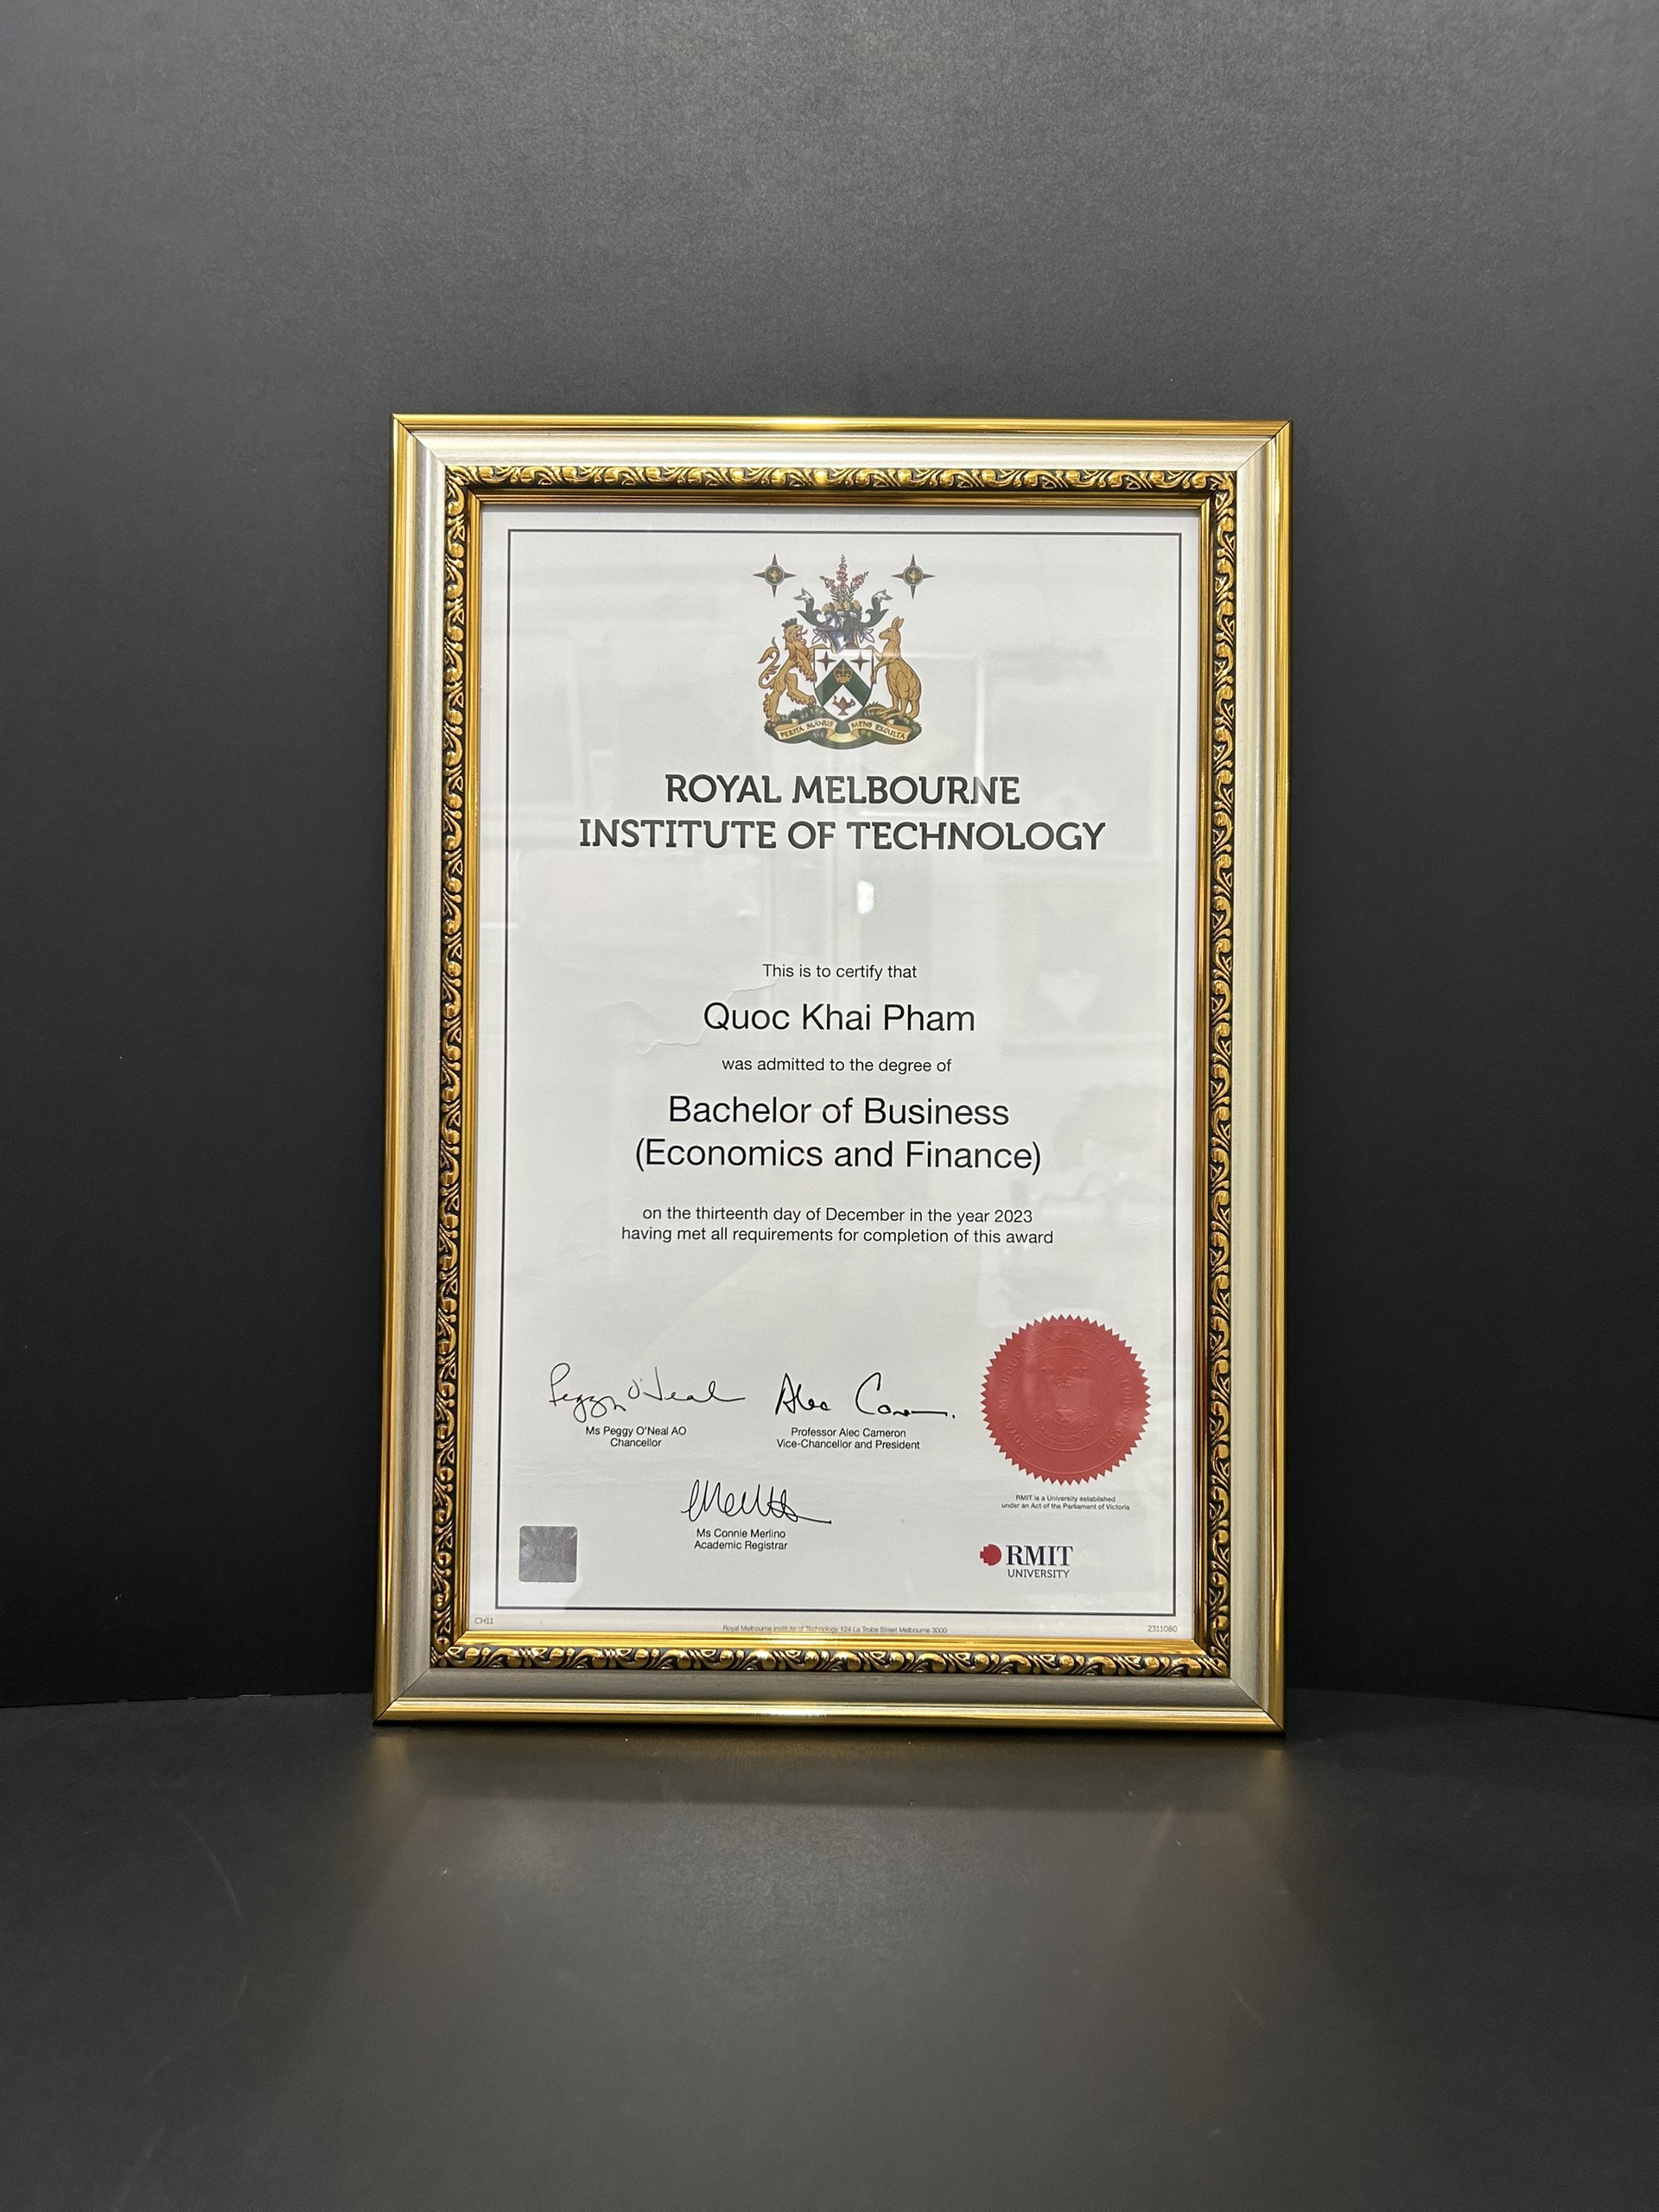 PERITA MANUS MENS EXCULTA
ROYAL MELBOURNE
INSTITUTE OF TECHNOLOGY
This is to certify that
Quoc Khai Pham
was admitted to the degree of
Bachelor of Business
(Economics and Finance)
on the thirteenth day of December in the year 2023
having met all requirements for completion of this award
Peggy O'Neal
Alec Cameron
Ms Peggy O'Neal AO
Chancellor
Professor Alec Cameron
Vice-Chancellor and President
RMIT is a University established
under an Act of the Parliament of Victoria
Ms Connie Merlino
Academic Registrar
RMIT
UNIVERSITY
CH11
Royal Melbourne Institute of Technology 124 La Trobe Street Melbourne 3000
2311080